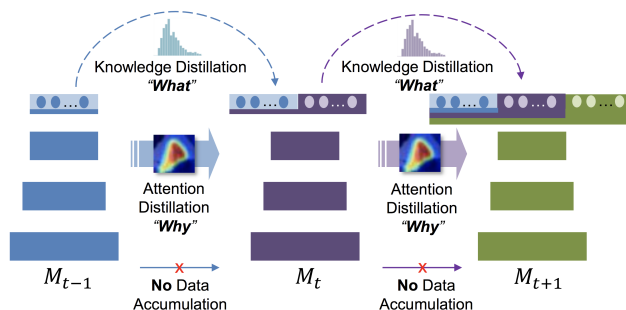 Knowledge Distillation
"What"
Knowledge Distillation
"What"
...
...
...
...
...
...
Attention
Distillation
"Why"
Attention
Distillation
"Why"
M_{t-1}
M_t
M_{t+1}
x
No Data
Accumulation
x
No Data
Accumulation